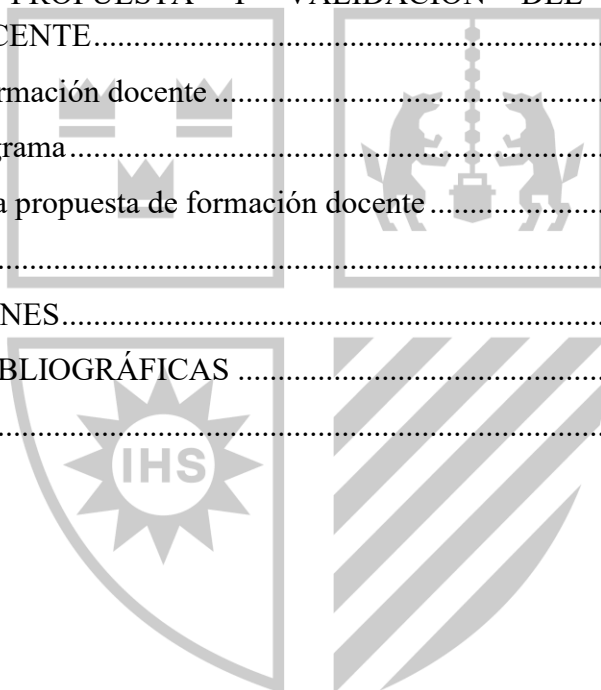 PROPUESTA Y VALIDACIÓN DEL
CENTE..........................................................................
rmación docente..........................................................
grama..............................................................................
a propuesta de formación docente............................
.........................................................................................
NES................................................................................
BLIOGRÁFICAS.......................................................
.........................................................................................
IHS